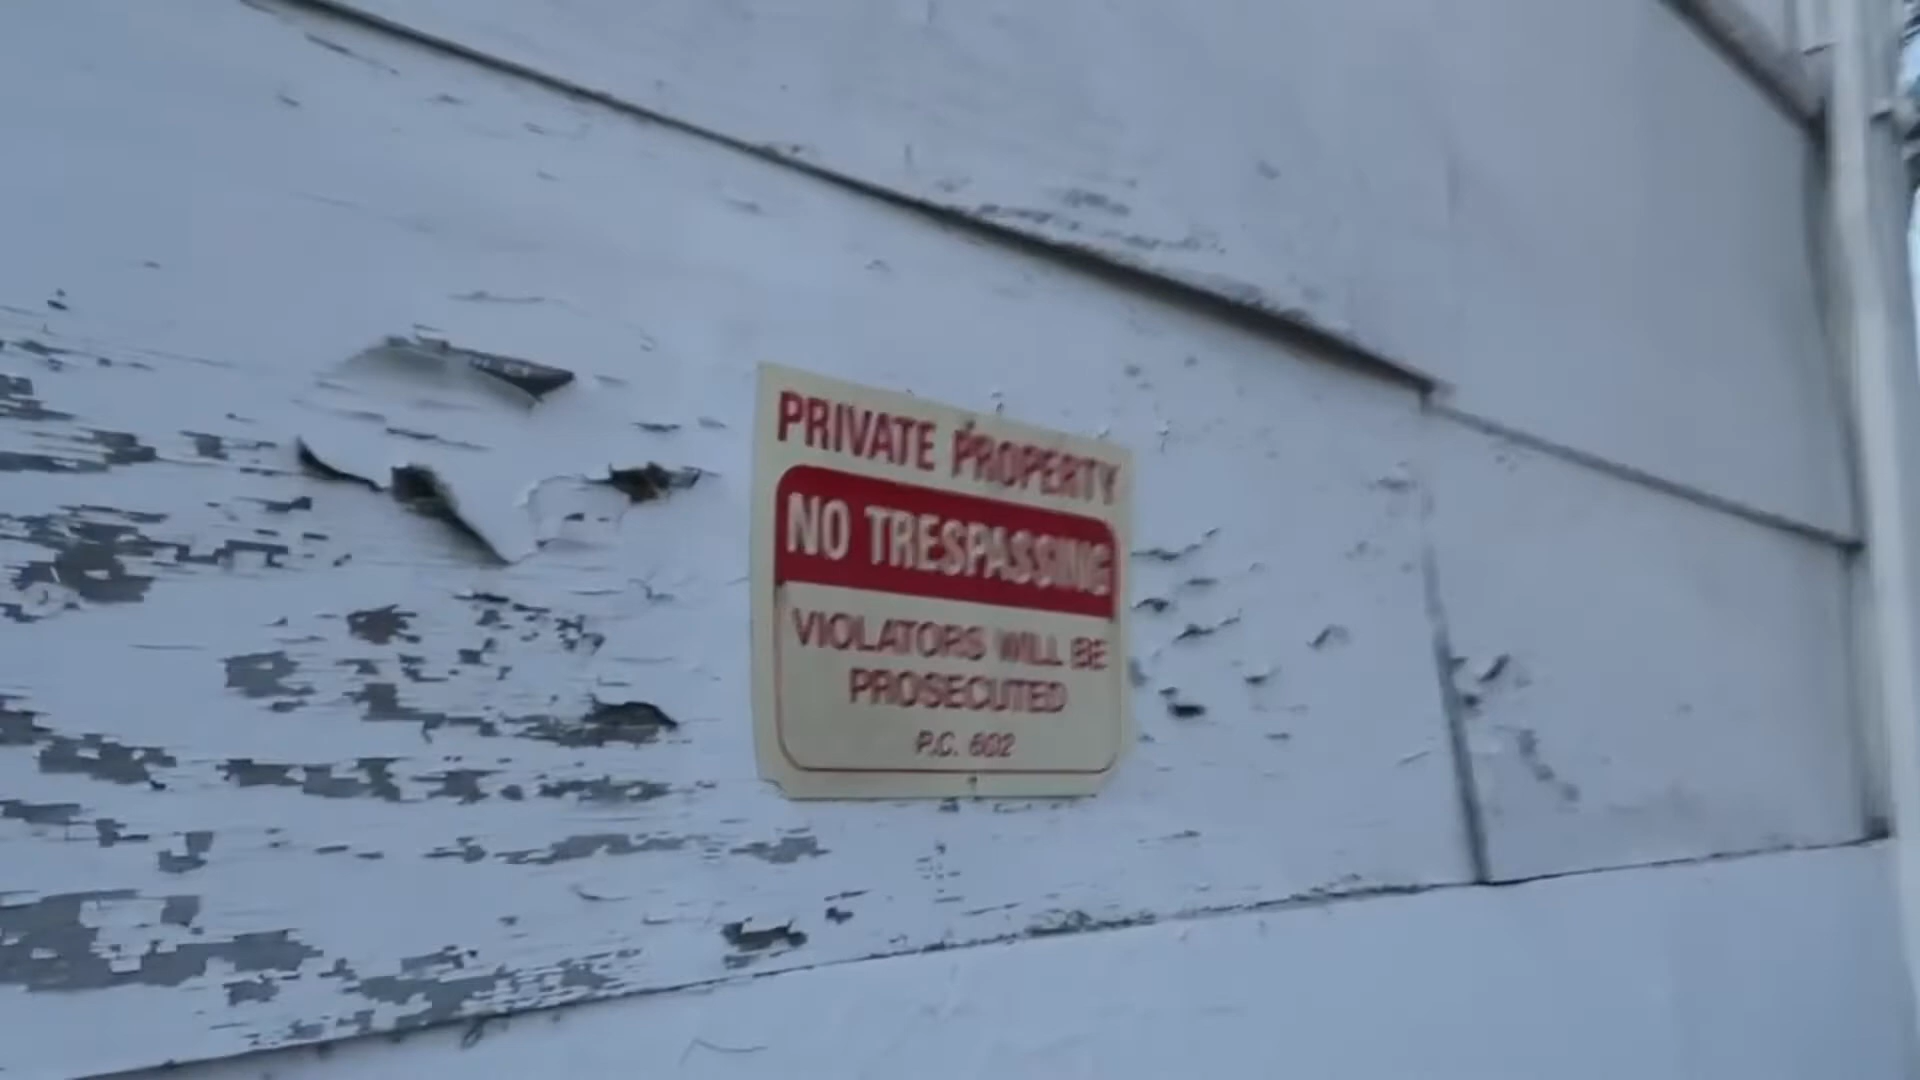 PRIVATE PROPERTY
NO TRESPASSING
VIOLATORS WILL BE
PROSECUTED
P.C. 602